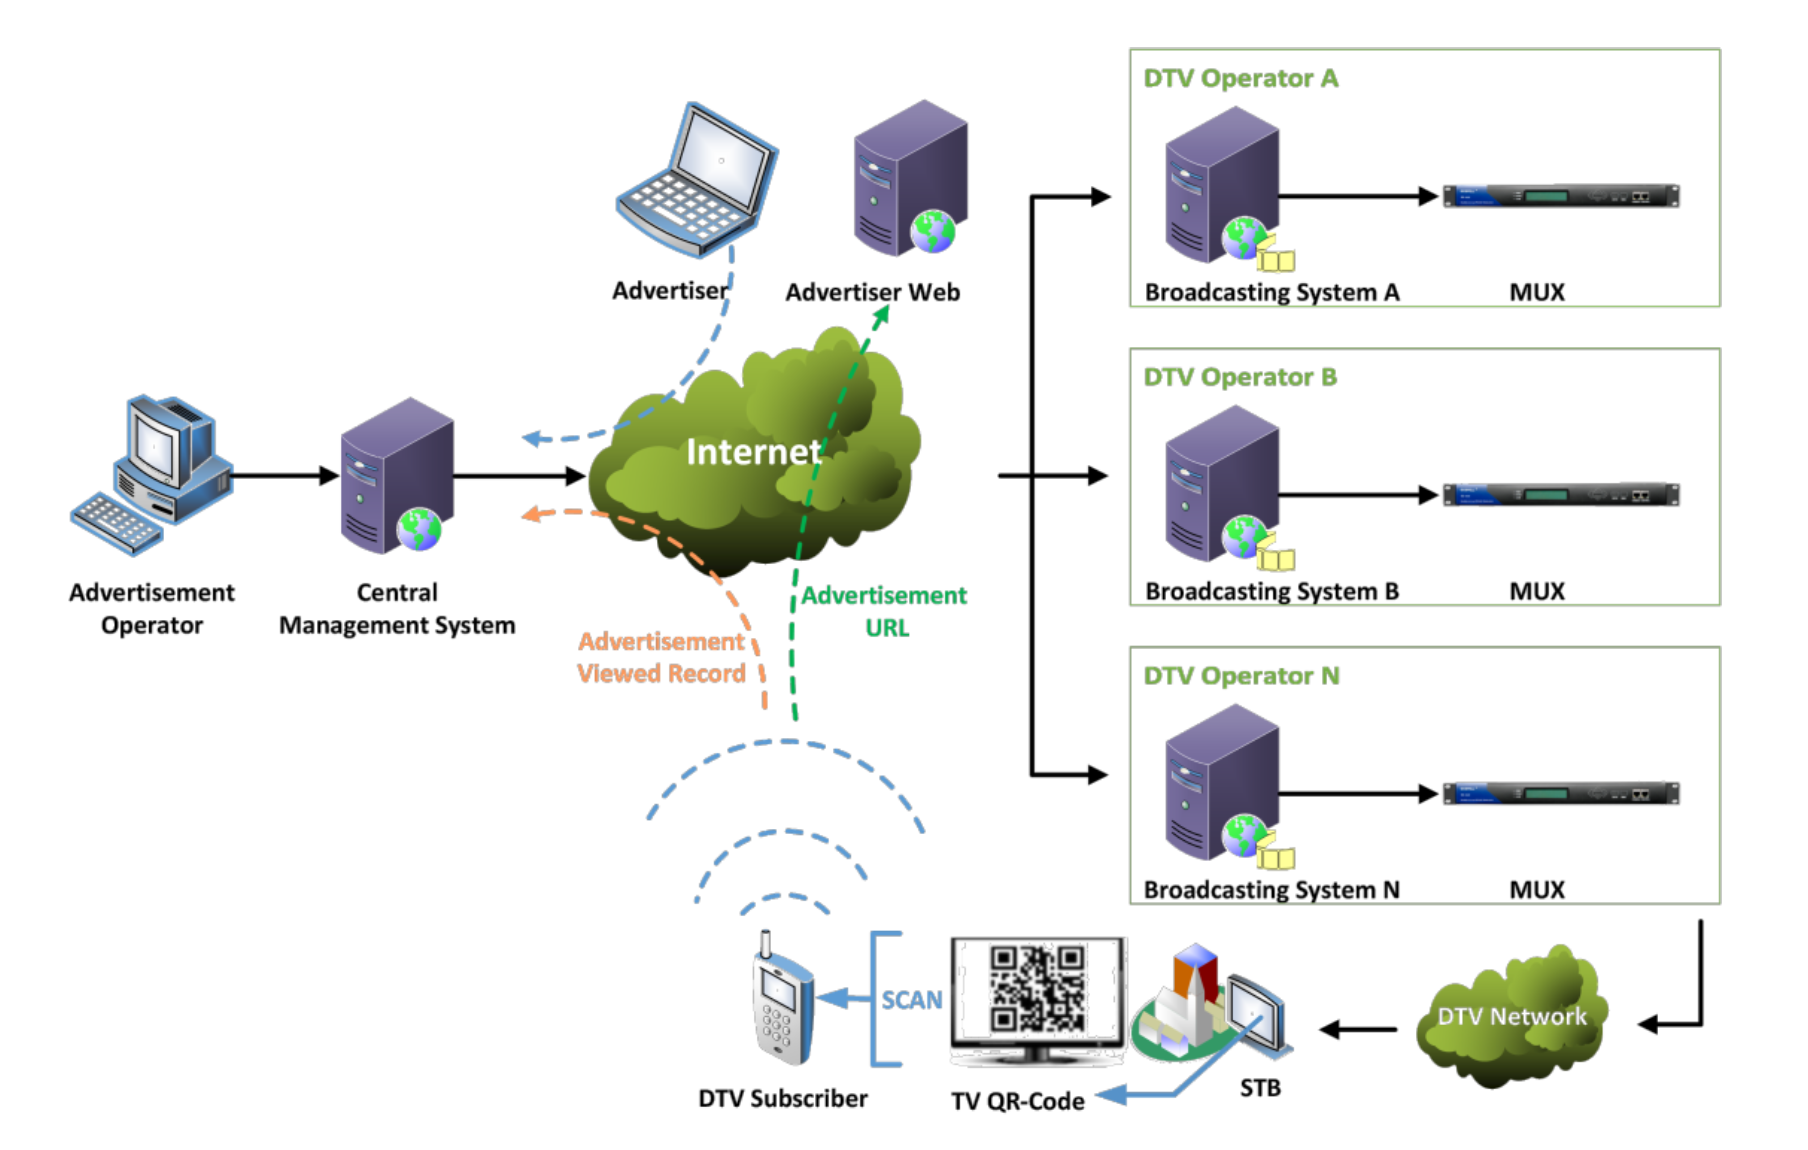 DTV Operator A
Advertiser
Advertiser Web
Broadcasting System A
MUX
DTV Operator B
Internet
Broadcasting System B
MUX
Advertisement
Operator
Central
Management System
Advertisement
URL
Advertisement
Viewed Record
DTV Operator N
Broadcasting System N
MUX
SCAN
DTV Network
DTV Subscriber
TV QR-Code
STB